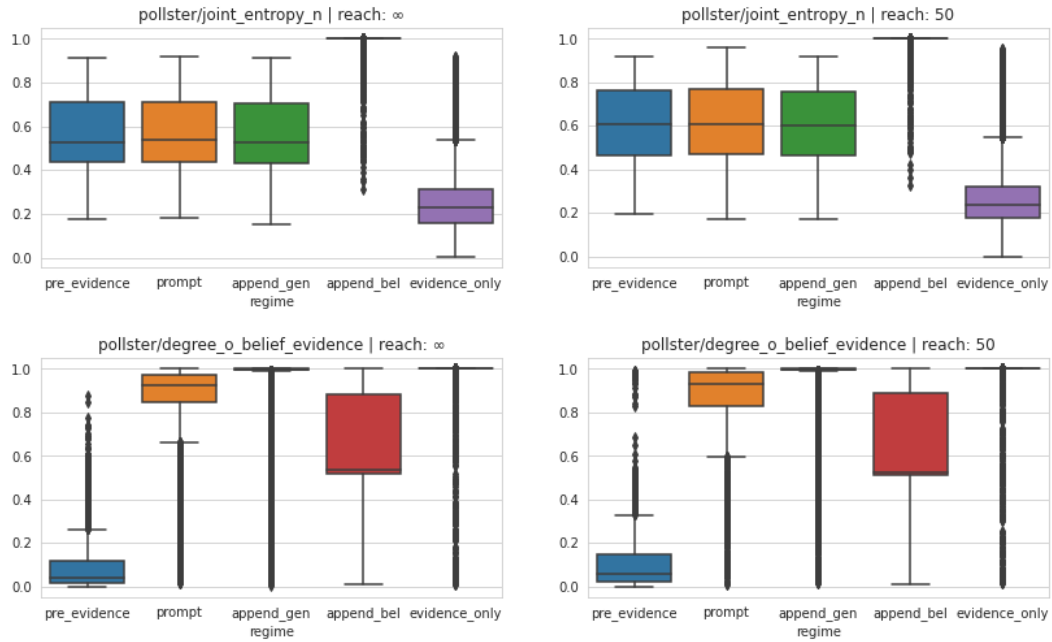 pollster/joint_entropy_n | reach: ∞
1.0
0.8
0.6
0.4
0.2
0.0
pre_evidence prompt append_gen append_bel evidence_only
regime
pollster/joint_entropy_n | reach: 50
1.0
0.8
0.6
0.4
0.2
0.0
pre_evidence prompt append_gen append_bel evidence_only
regime
pollster/degree_o_belief_evidence | reach: ∞
1.0
0.8
0.6
0.4
0.2
0.0
pre_evidence prompt append_gen append_bel evidence_only
regime
pollster/degree_o_belief_evidence | reach: 50
1.0
0.8
0.6
0.4
0.2
0.0
pre_evidence prompt append_gen append_bel evidence_only
regime